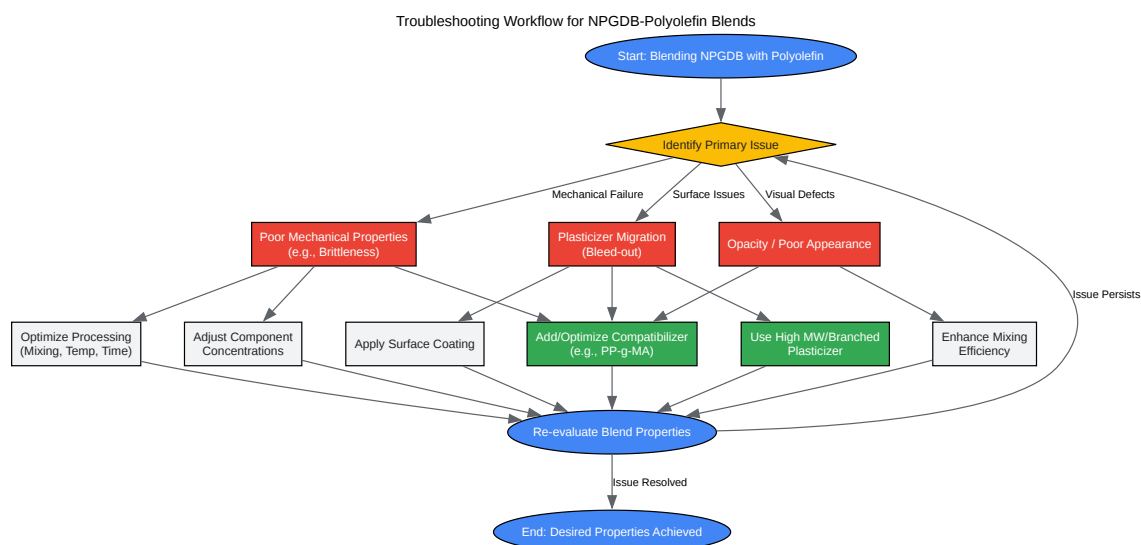 Troubleshooting Workflow for NPGDB-Polyolefin Blends
Start: Blending NPGDB with Polyolefin
Identify Primary Issue
Mechanical Failure
Surface Issues
Visual Defects
Poor Mechanical Properties
(e.g., Brittleness)
Plasticizer Migration
(Bleed-out)
Opacity / Poor Appearance
Issue Persists
Optimize Processing
(Mixing, Temp, Time)
Adjust Component
Concentrations
Apply Surface Coating
Add/Optimize Compatibilizer
(e.g., PP-g-MA)
Use High MW/Branched
Plasticizer
Enhance Mixing
Efficiency
Re-evaluate Blend Properties
Issue Resolved
End: Desired Properties Achieved